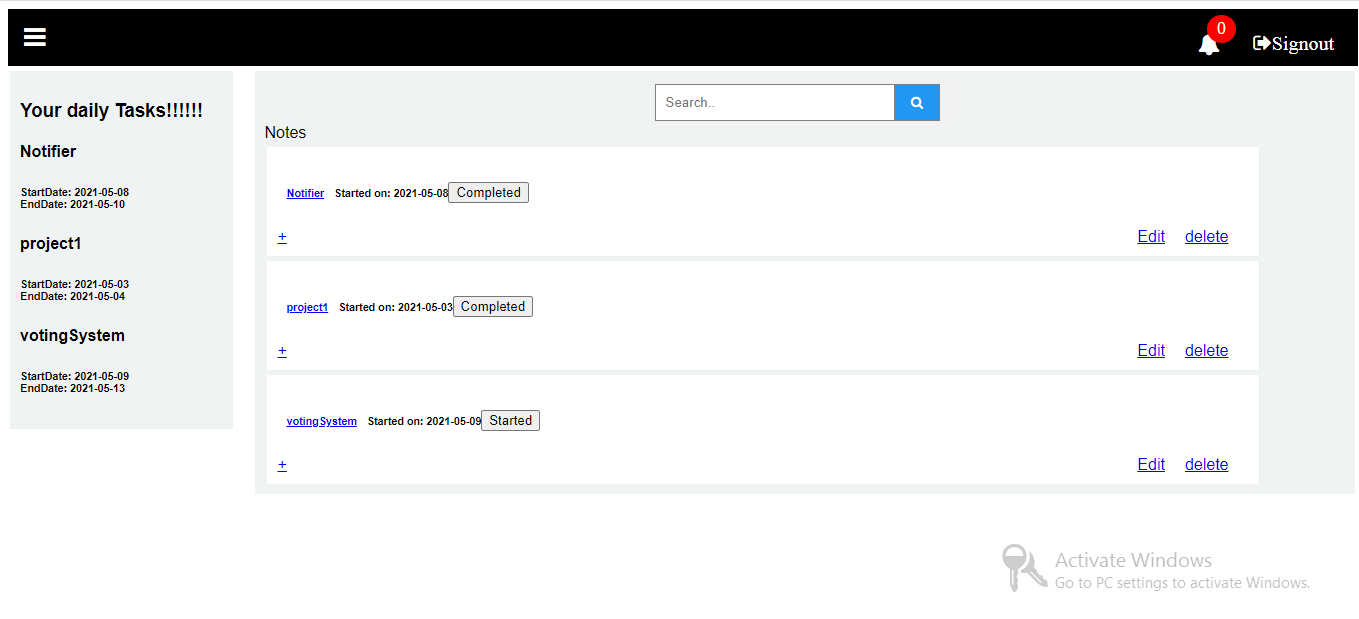 0
Signout
Your daily Tasks!!!!!!
Notifier
StartDate: 2021-05-08
EndDate: 2021-05-10
project1
StartDate: 2021-05-03
EndDate: 2021-05-04
votingSystem
StartDate: 2021-05-09
EndDate: 2021-05-13
Search..
Notes
Notifier Started on: 2021-05-08 Completed
+ Edit delete
project1 Started on: 2021-05-03 Completed
+ Edit delete
votingSystem Started on: 2021-05-09 Started
+ Edit delete
Activate Windows
Go to PC settings to activate Windows.